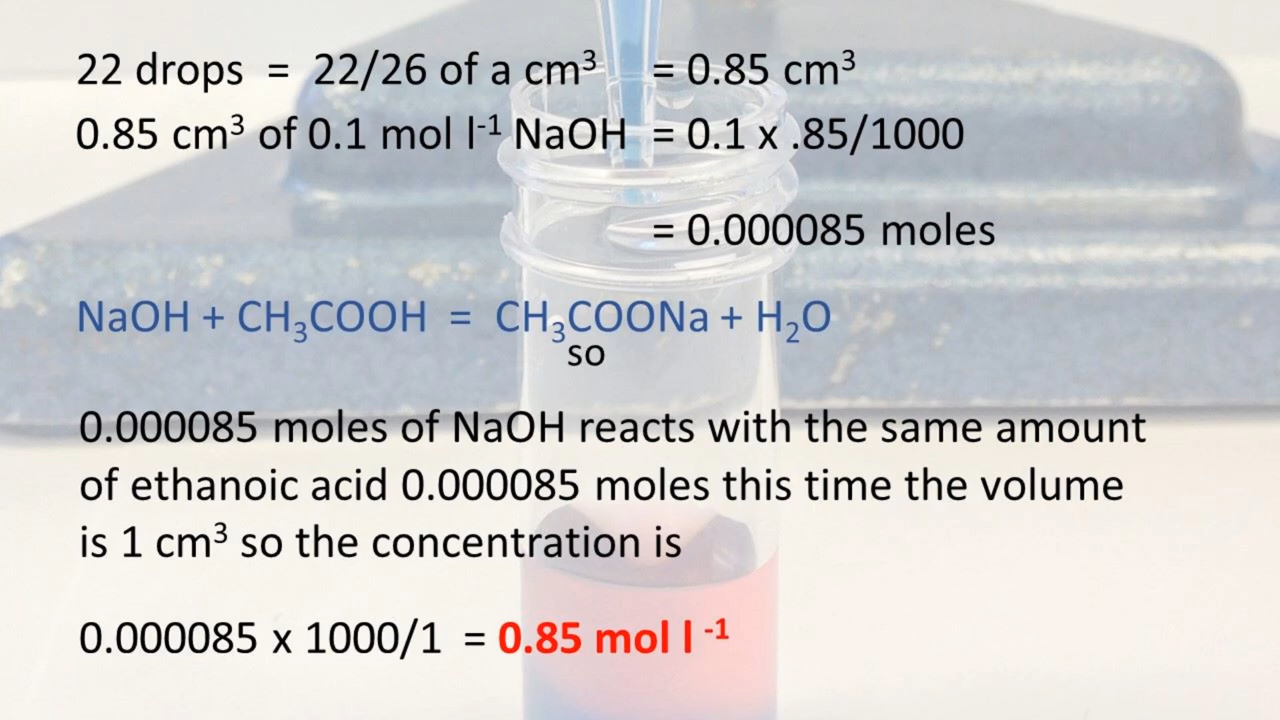 22 drops = 22/26 of a cm³ = 0.85 cm³
0.85 cm³ of 0.1 mol l⁻¹ NaOH = 0.1 x .85/1000
= 0.000085 moles
NaOH + CH₃COOH = CH₃COONa + H₂O
so
0.000085 moles of NaOH reacts with the same amount
of ethanoic acid 0.000085 moles this time the volume
is 1 cm³ so the concentration is
0.000085 x 1000/1 = 0.85 mol l ⁻¹